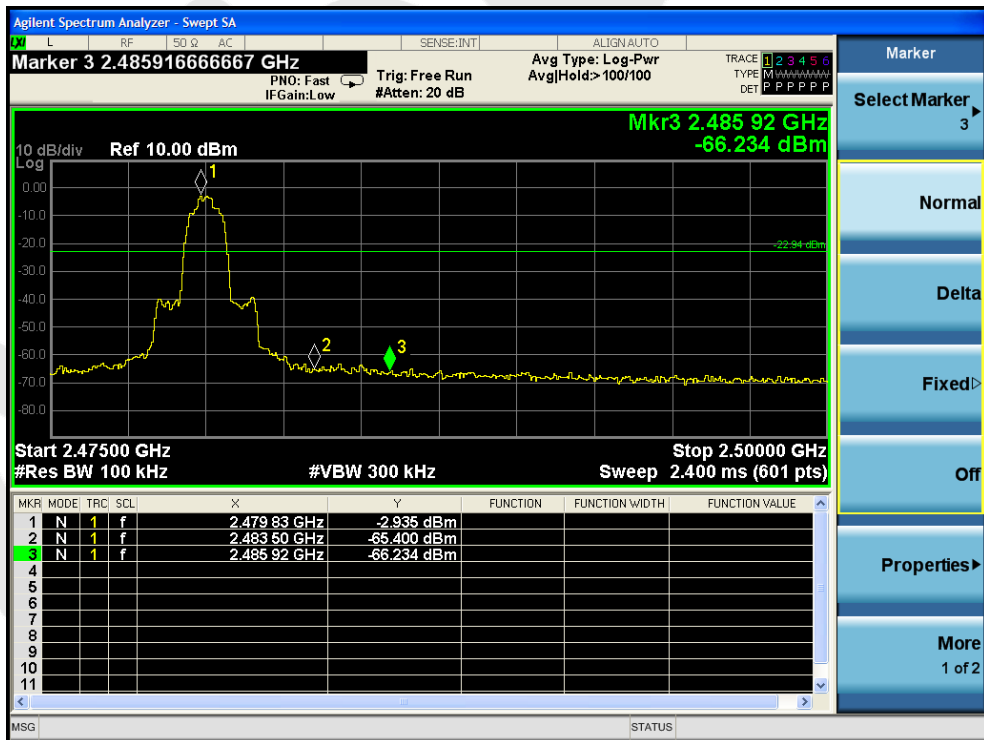 Agilent Spectrum Analyzer - Swept SA
LXI L RF 50 Ω AC SENSE:INT ALIGNAUTO
Marker 3 2.485916666667 GHz
PNO: Fast
IFGain:Low
Trig: Free Run
#Atten: 20 dB
Avg Type: Log-Pwr
Avg|Hold:>100/100
TRACE 1 2 3 4 5 6
TYPE MWWWWW
DET P P P P P P
Mkr3 2.485 92 GHz
-66.234 dBm
10 dB/div Ref 10.00 dBm
Log
0.00
-10.0
-20.0
-30.0
-40.0
-50.0
-60.0
-70.0
-80.0
1
-22.94 dBm
2
3
Start 2.47500 GHz Stop 2.50000 GHz
#Res BW 100 kHz #VBW 300 kHz Sweep 2.400 ms (601 pts)
MKR MODE TRC SCL X Y FUNCTION FUNCTION WIDTH FUNCTION VALUE
1 N 1 f 2.479 83 GHz -2.935 dBm
2 N 1 f 2.483 50 GHz -65.400 dBm
3 N 1 f 2.485 92 GHz -66.234 dBm
4
5
6
7
8
9
10
11
MSG STATUS
Marker
Select Marker
3
Normal
Delta
Fixed
Off
Properties
More
1 of 2